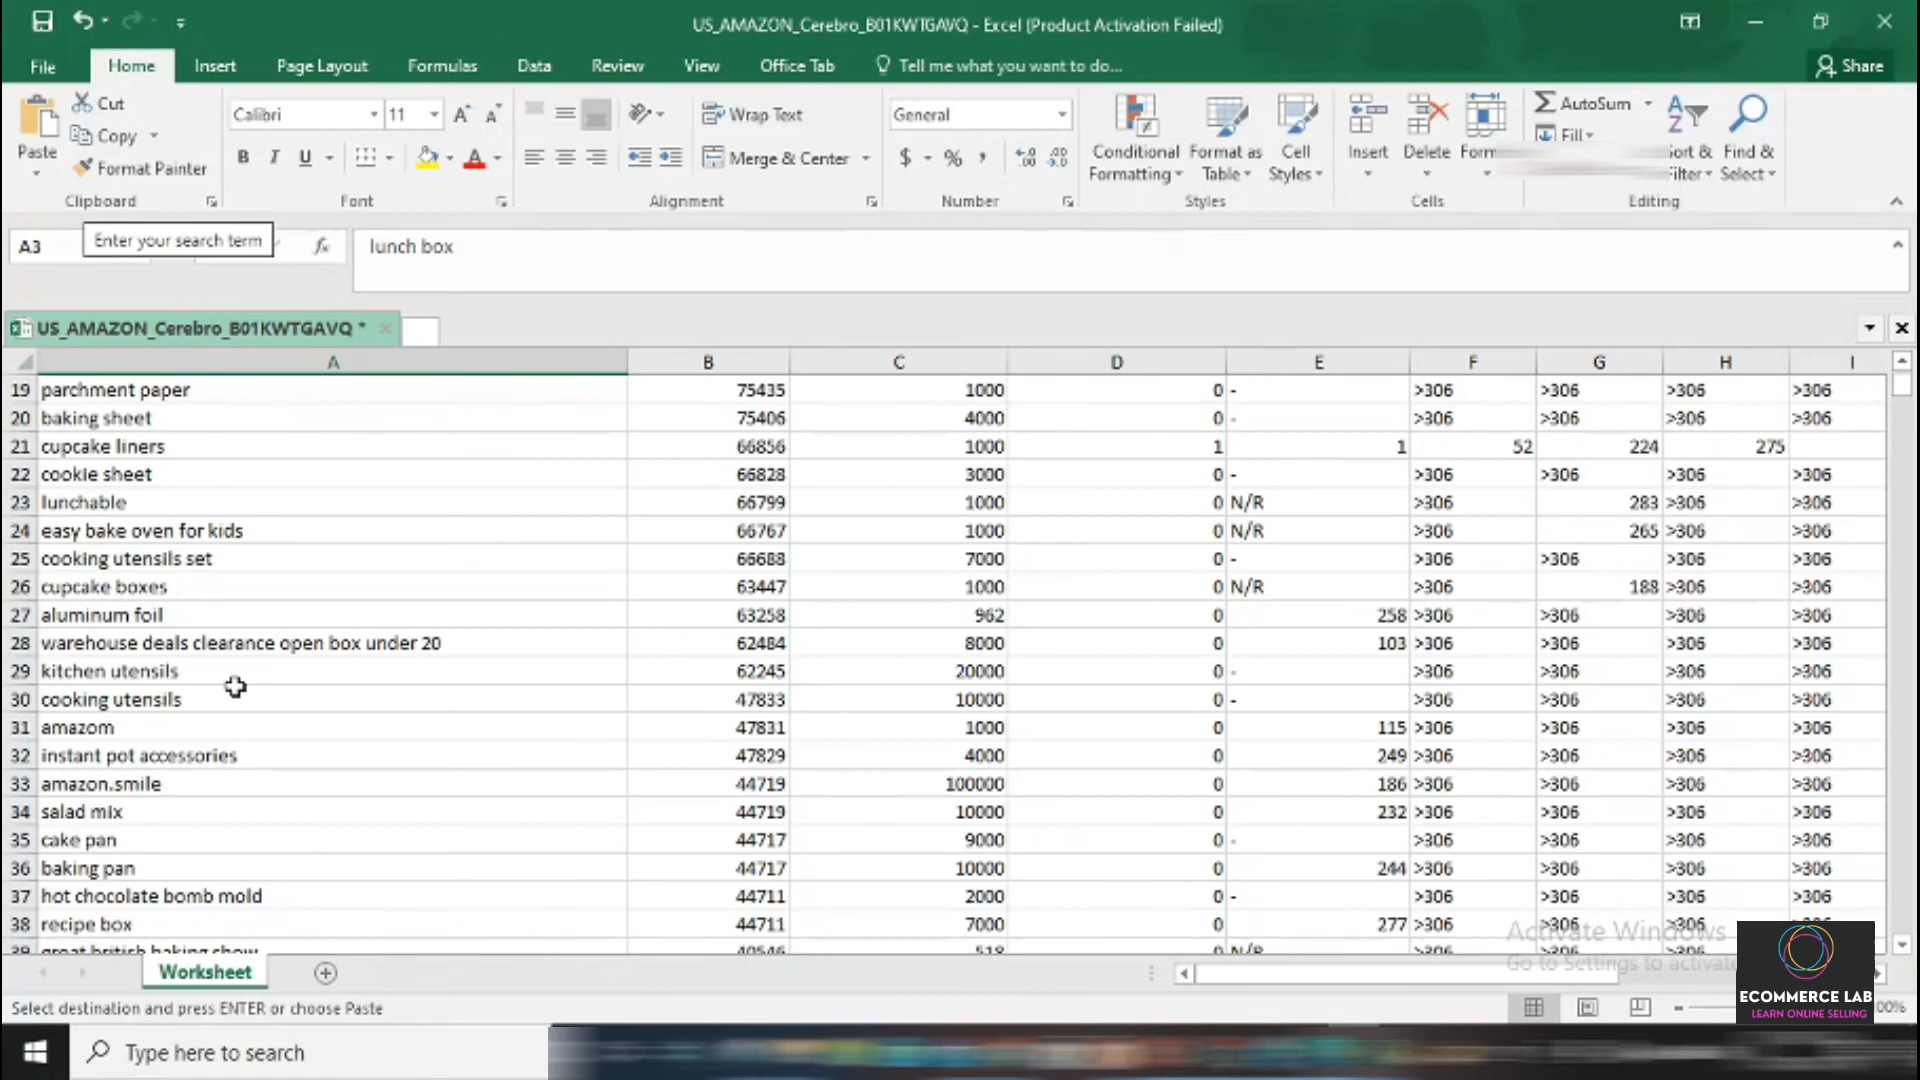 US_AMAZON_Cerebro_B01KWTGAVQ - Excel (Product Activation Failed)
File Home Insert Page Layout Formulas Data Review View Office Tab Tell me what you want to do... Share
Cut
Copy
Format Painter
Paste
Calibri 11
B I U
Wrap Text
Merge & Center
General
$ % ,
Conditional Formatting
Format as Table
Cell Styles
Insert Delete Form
AutoSum
Fill
Sort & Filter
Find & Select
Clipboard Font Alignment Number Styles Cells Editing
A3 Enter your search term fx lunch box
US_AMAZON_Cerebro_B01KWTGAVQ *
A B C D E F G H I
19 parchment paper 75435 1000 0 - >306 >306 >306 >306
20 baking sheet 75406 4000 0 - >306 >306 >306 >306
21 cupcake liners 66856 1000 1 1 52 224 275
22 cookie sheet 66828 3000 0 - >306 >306 >306 >306
23 lunchable 66799 1000 0 N/R >306 283 >306 >306
24 easy bake oven for kids 66767 1000 0 N/R >306 265 >306 >306
25 cooking utensils set 66688 7000 0 - >306 >306 >306 >306
26 cupcake boxes 63447 1000 0 N/R >306 188 >306 >306
27 aluminum foil 63258 962 0 258 >306 >306 >306 >306
28 warehouse deals clearance open box under 20 62484 8000 0 103 >306 >306 >306 >306
29 kitchen utensils 62245 20000 0 - >306 >306 >306 >306
30 cooking utensils 47833 10000 0 - >306 >306 >306 >306
31 amazom 47831 1000 0 115 >306 >306 >306 >306
32 instant pot accessories 47829 4000 0 249 >306 >306 >306 >306
33 amazon.smile 44719 100000 0 186 >306 >306 >306 >306
34 salad mix 44719 10000 0 232 >306 >306 >306 >306
35 cake pan 44717 9000 0 - >306 >306 >306 >306
36 baking pan 44717 10000 0 244 >306 >306 >306 >306
37 hot chocolate bomb mold 44711 2000 0 - >306 >306 >306 >306
38 recipe box 44711 7000 0 277 >306 >306 >306 >306
39 great british baking show 40546 518 0 N/R >306 >306 >306 >306
Activate Windows
Go to Settings to activate
Worksheet
Select destination and press ENTER or choose Paste
ECOMMERCE LAB
LEARN ONLINE SELLING
00%
Type here to search